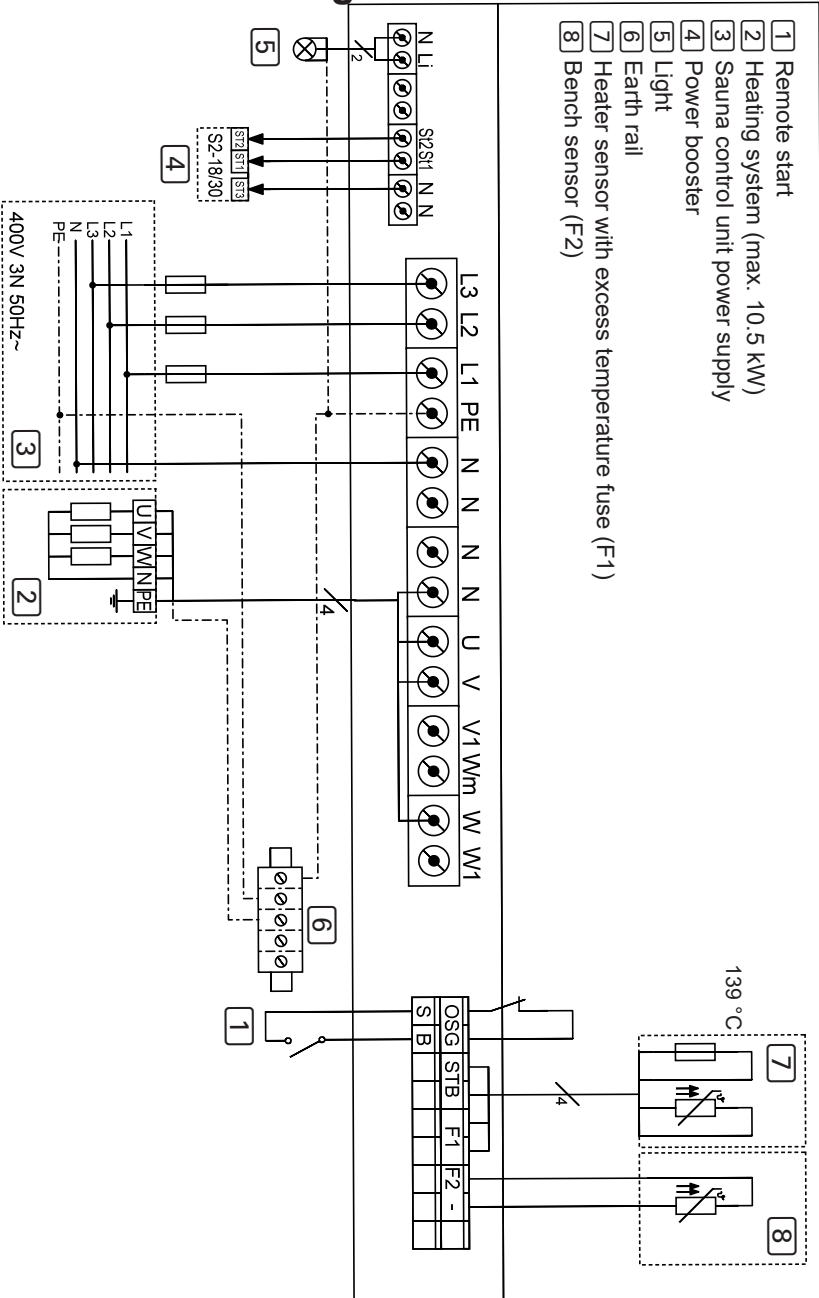 1 Remote start
2 Heating system (max. 10.5 kW)
3 Sauna control unit power supply
4 Power booster
5 Light
6 Earth rail
7 Heater sensor with excess temperature fuse (F1)
8 Bench sensor (F2)
139 °C
7
8
N Li St2 St1 N N
L3 L2 L1 PE N N N N U V V1 Wm W W1
OSG STB F1 F2 -
S B
4
2
4
5
ST2 ST1 ST3
S2-18/30
4
L1
L2
L3
N
PE
400V 3N 50Hz~
3
U V W N PE
2
6
1